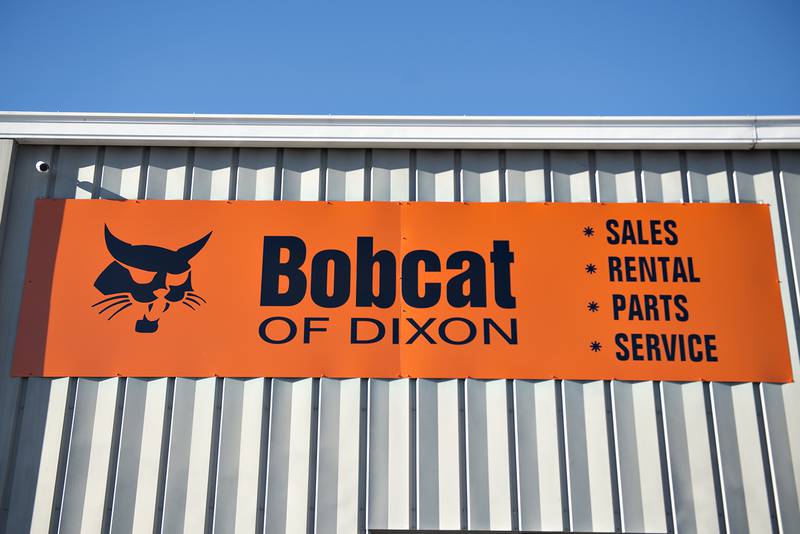 Bobcat
OF DIXON
* SALES
* RENTAL
* PARTS
* SERVICE